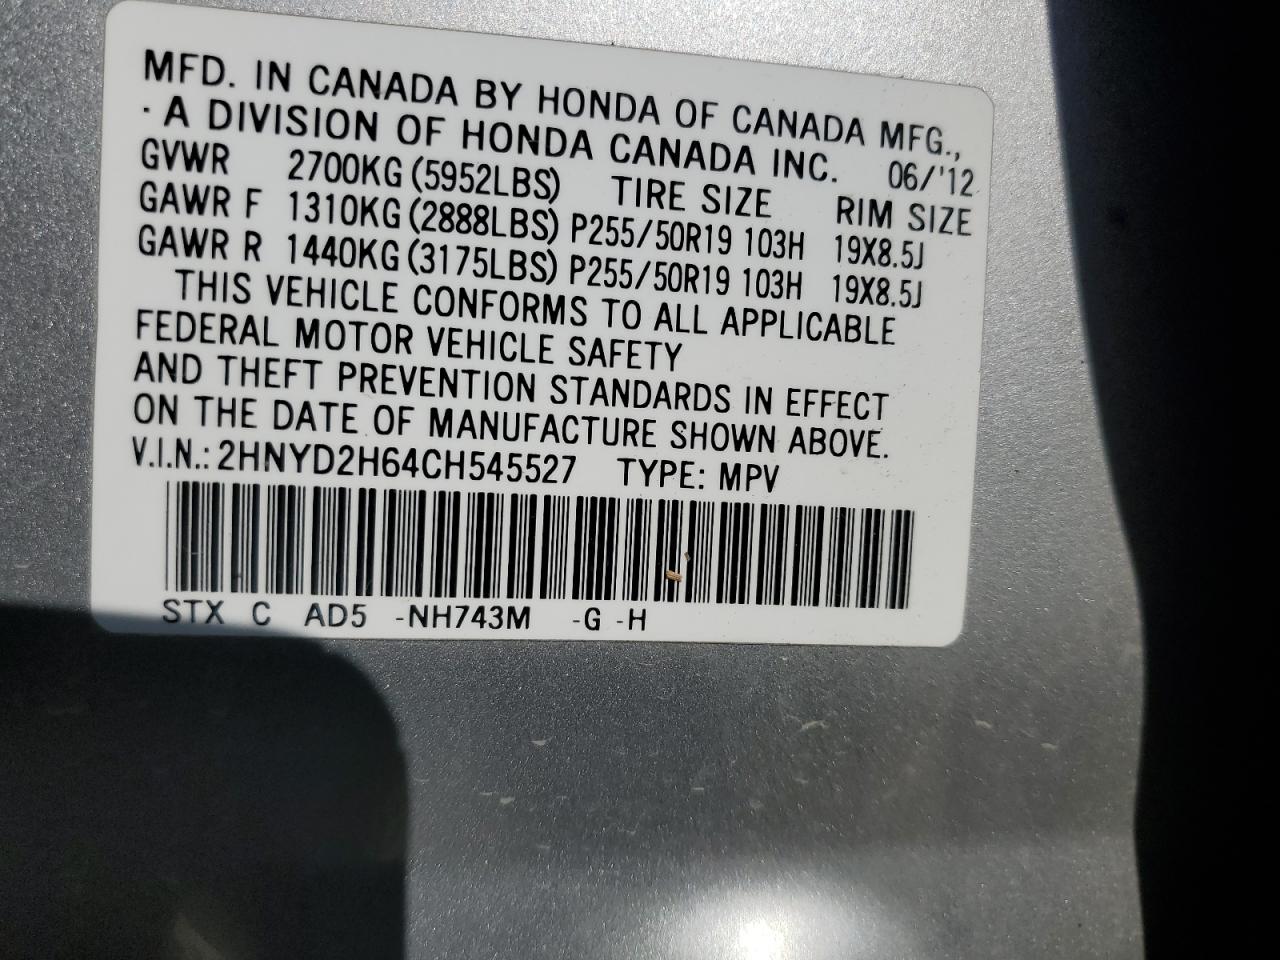 MFD. IN CANADA BY HONDA OF CANADA MFG.,
· A DIVISION OF HONDA CANADA INC. 06/'12
GVWR 2700KG (5952LBS) TIRE SIZE RIM SIZE
GAWR F 1310KG (2888LBS) P255/50R19 103H 19X8.5J
GAWR R 1440KG (3175LBS) P255/50R19 103H 19X8.5J
THIS VEHICLE CONFORMS TO ALL APPLICABLE
FEDERAL MOTOR VEHICLE SAFETY
AND THEFT PREVENTION STANDARDS IN EFFECT
ON THE DATE OF MANUFACTURE SHOWN ABOVE.
V.I.N.: 2HNYD2H64CH545527 TYPE: MPV
STX C AD5 -NH743M -G -H